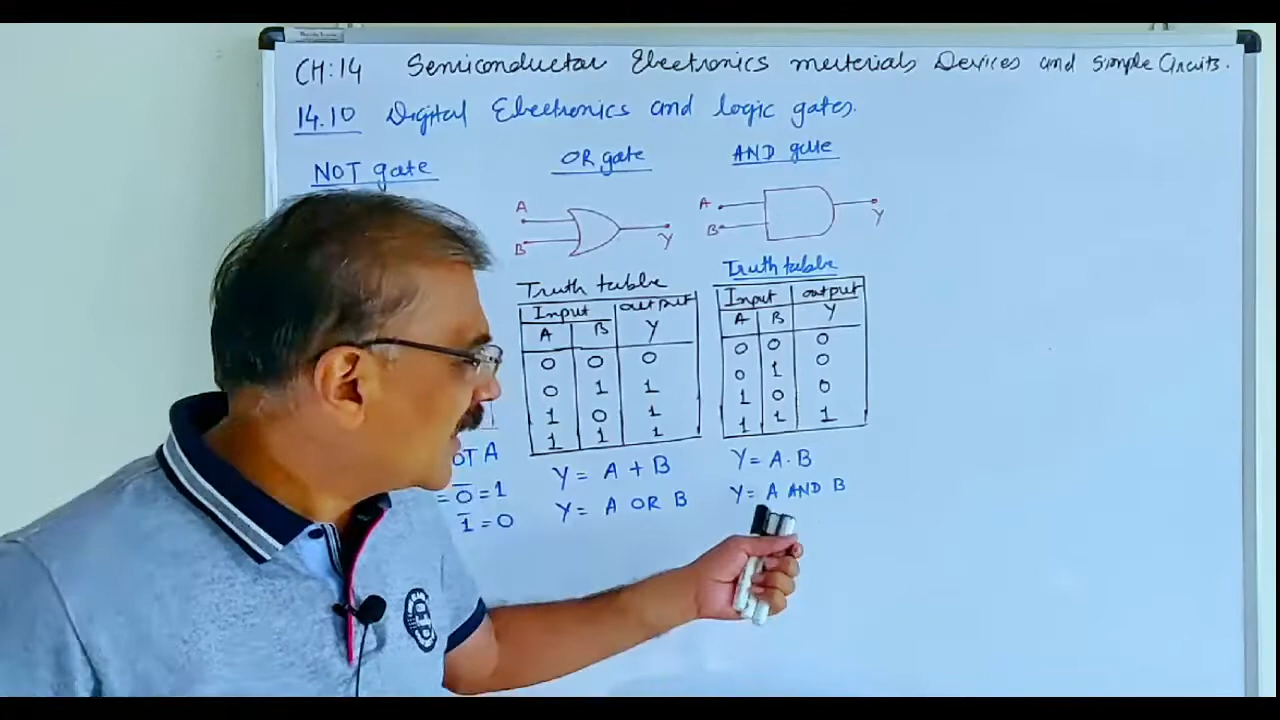 CH:14 Semiconductor Electronics materials Devices and Simple Circuits.
14.10 Digital Electronics and logic gates.
NOT gate
OT A
= 0̅ = 1
1̅ = 0
OR gate
A
B
Y
Truth table
Input output
A B Y
0 0 0
0 1 1
1 0 1
1 1 1
Y = A + B
Y = A OR B
AND gate
A
B
Y
Truth table
Input output
A B Y
0 0 0
0 1 0
1 0 0
1 1 1
Y = A . B
Y = A AND B